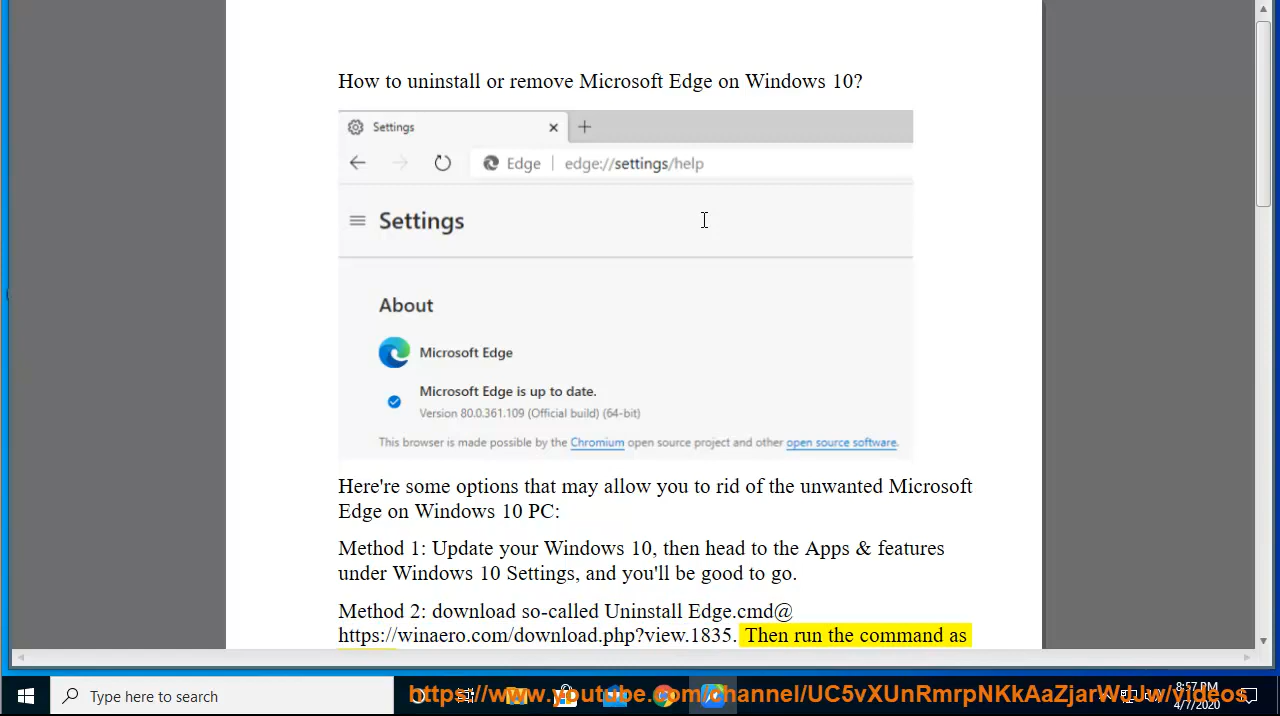 How to uninstall or remove Microsoft Edge on Windows 10?
Settings
Edge | edge://settings/help
Settings
About
Microsoft Edge
Microsoft Edge is up to date.
Version 80.0.361.109 (Official build) (64-bit)
This browser is made possible by the Chromium open source project and other open source software.
Here're some options that may allow you to rid of the unwanted Microsoft
Edge on Windows 10 PC:
Method 1: Update your Windows 10, then head to the Apps & features
under Windows 10 Settings, and you'll be good to go.
Method 2: download so-called Uninstall Edge.cmd@
https://winaero.com/download.php?view.1835. Then run the command as
Type here to search
https://www.youtube.com/channel/UC5vXUnRmrpNKkAaZjarWUuw/videos
8:57 PM
4/7/2020